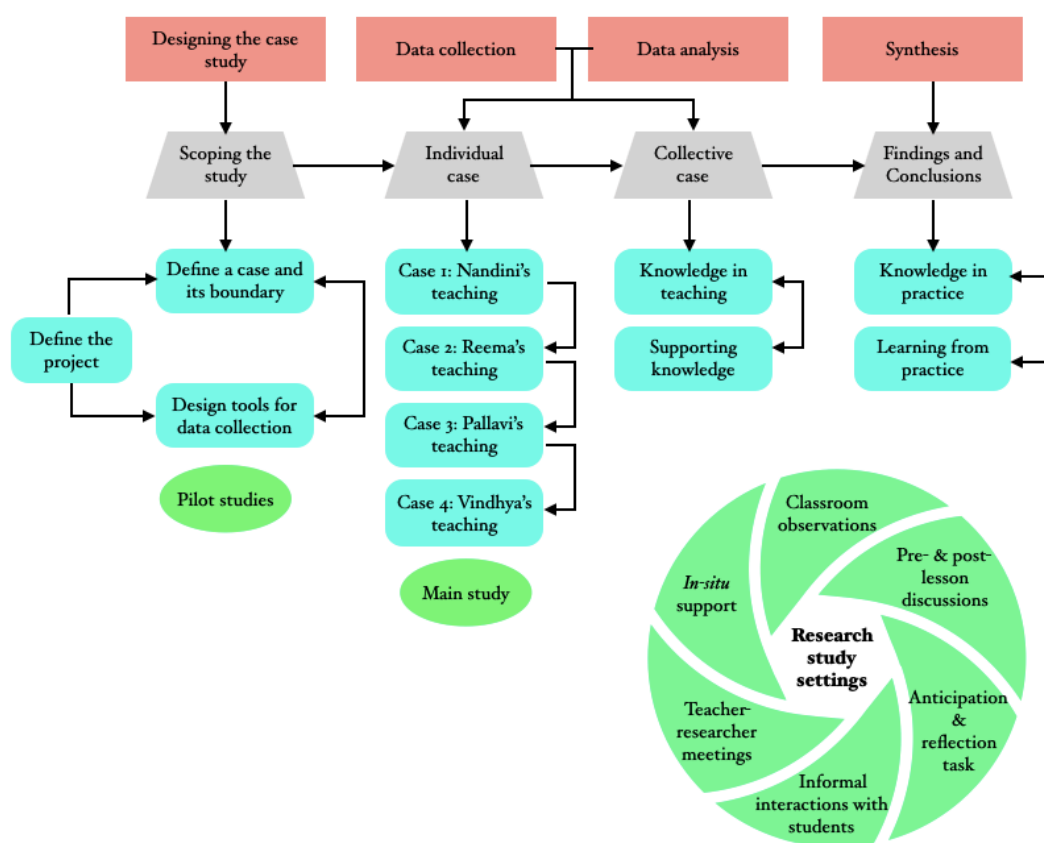 Designing the case
study
Data collection
Data analysis
Synthesis
Scoping the
study
Individual
case
Collective
case
Findings and
Conclusions
Define a case and
its boundary
Define the
project
Design tools for
data collection
Pilot studies
Case 1: Nandini's
teaching
Case 2: Reema's
teaching
Case 3: Pallavi's
teaching
Case 4: Vindhya's
teaching
Main study
Knowledge in
teaching
Supporting
knowledge
Knowledge in
practice
Learning from
practice
Classroom
observations
Pre- & post-
lesson
discussions
In-situ
support
Research
study
settings
Anticipation
&
reflection
task
Teacher-
researcher
meetings
Informal
interactions with
students